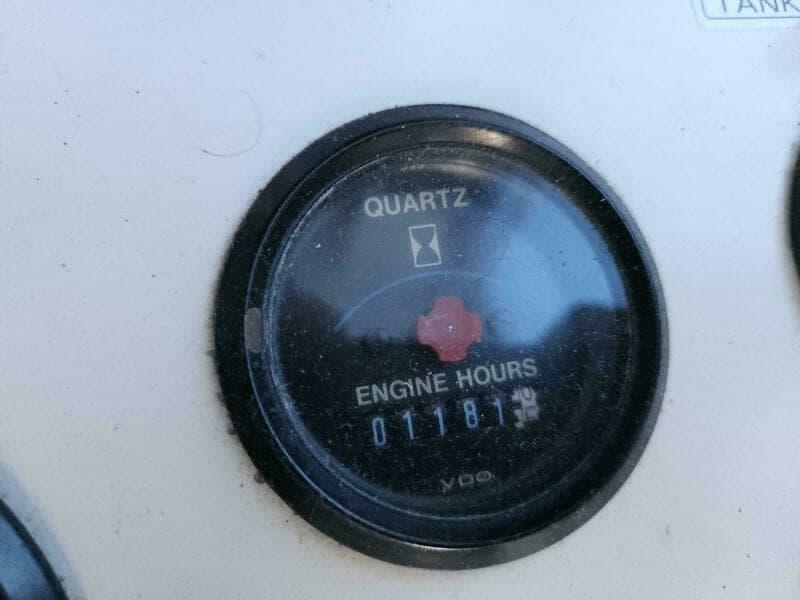 TANK
QUARTZ
ENGINE HOURS
01181
VDO